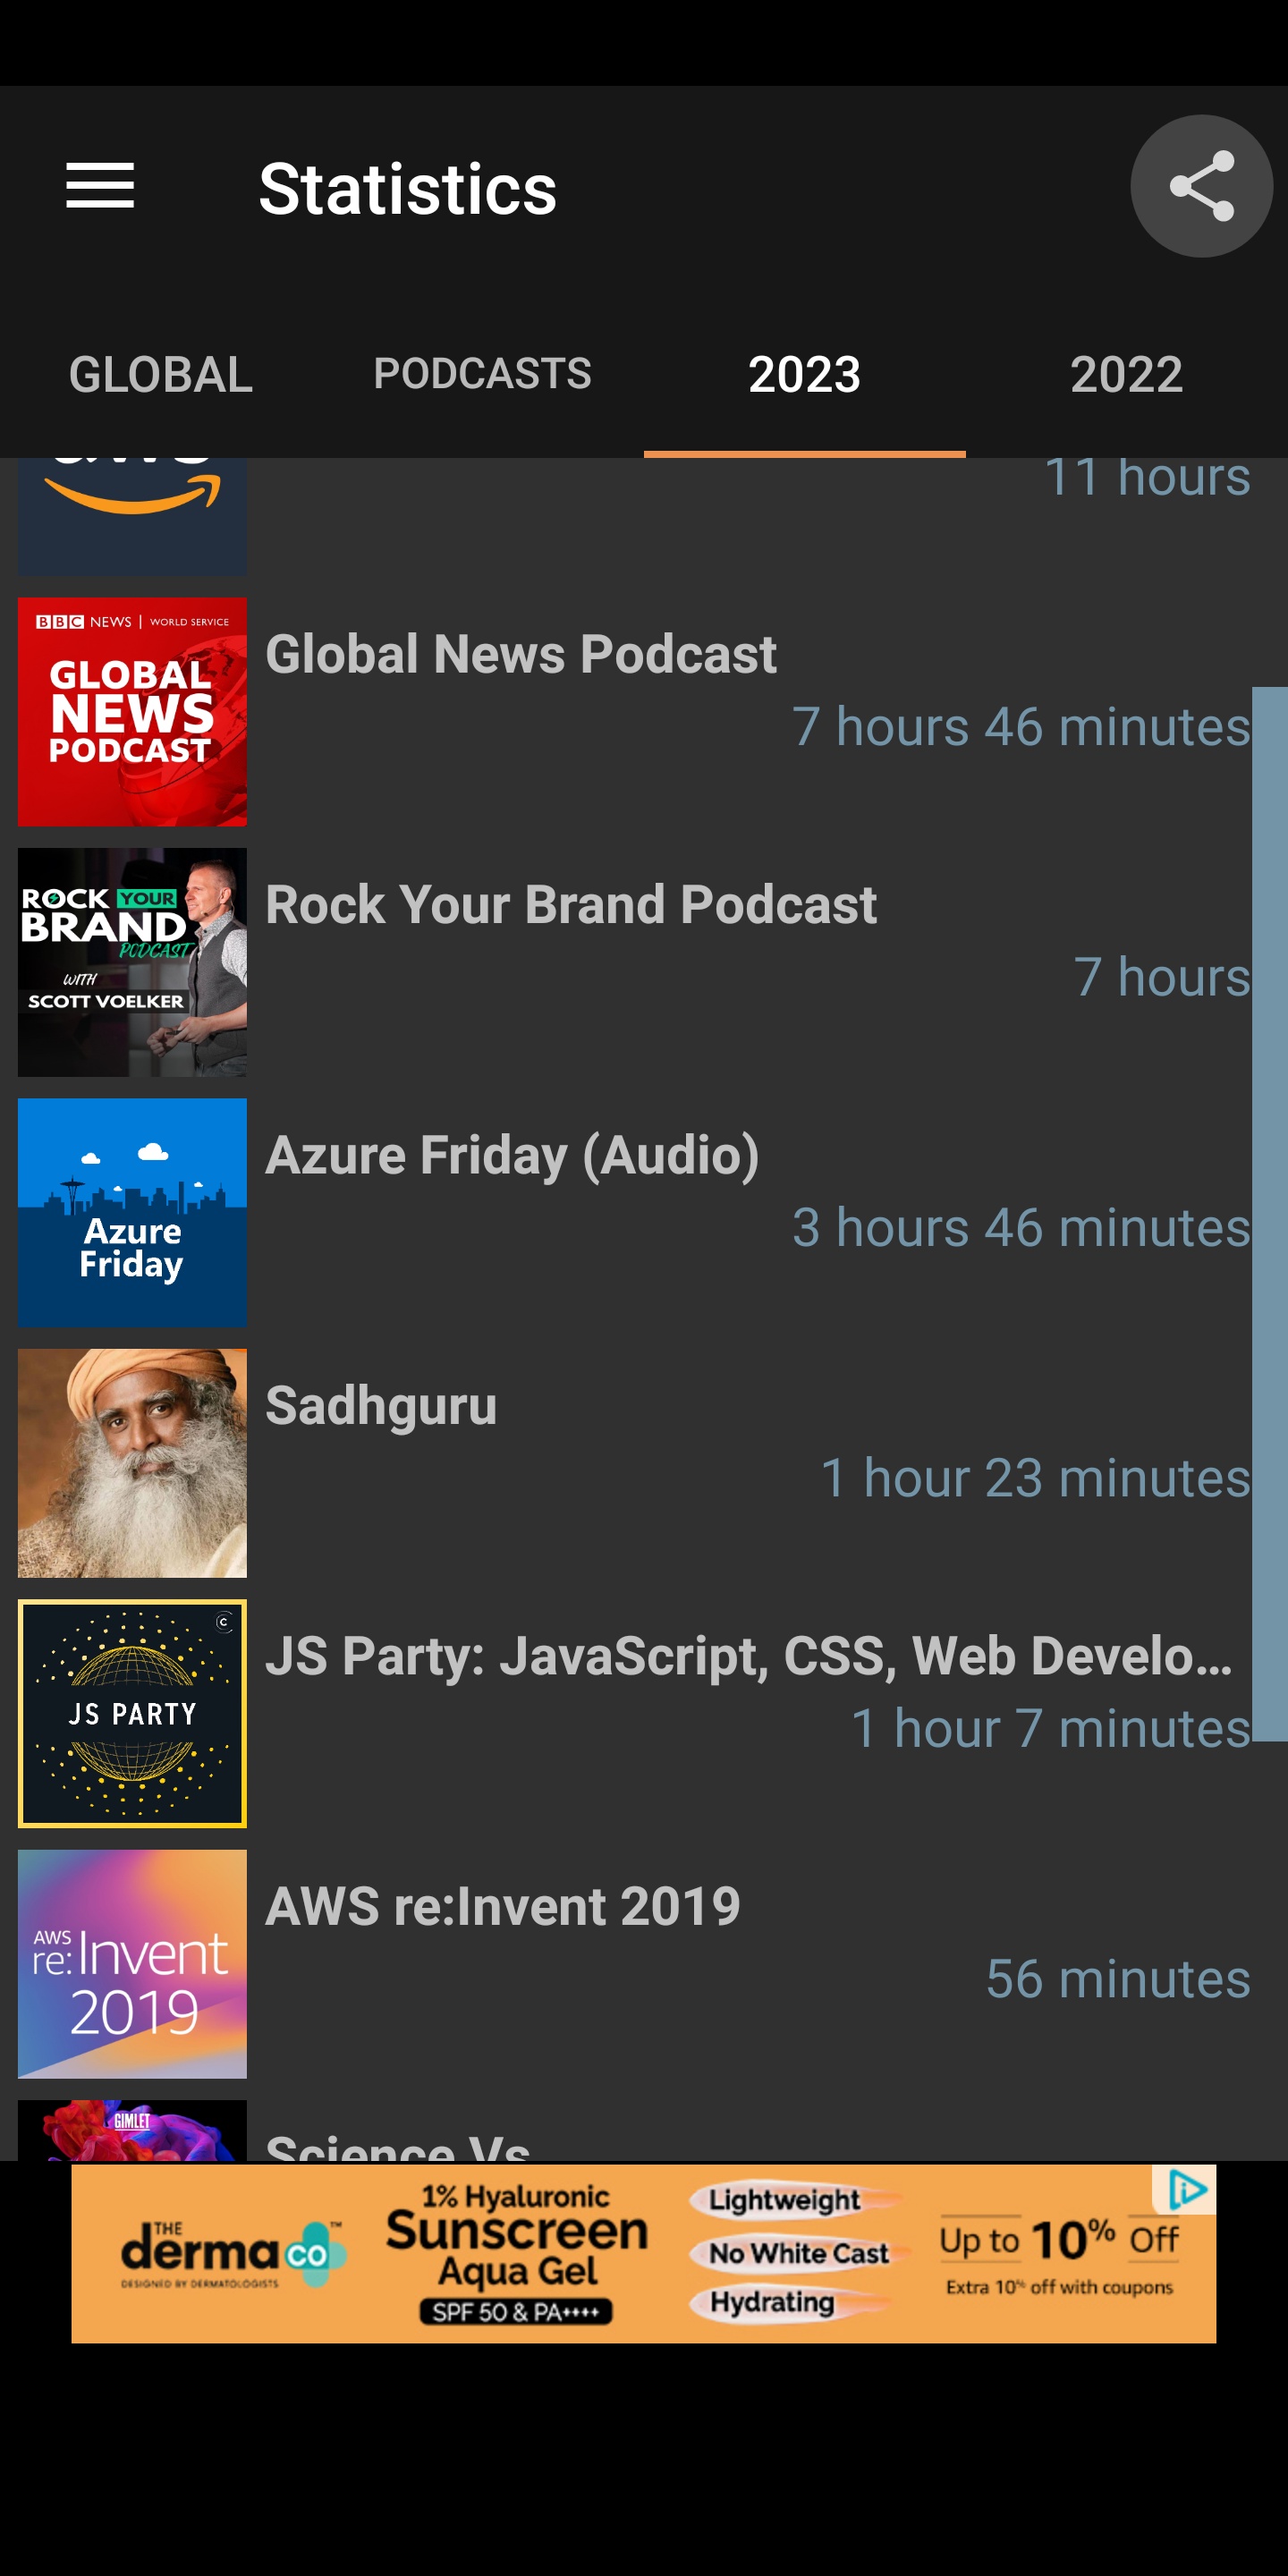 Statistics
GLOBAL PODCASTS 2023 2022
11 hours
BBC NEWS | WORLD SERVICE
GLOBAL
NEWS
PODCAST
Global News Podcast
7 hours 46 minutes
ROCK YOUR
BRAND
PODCAST
WITH
SCOTT VOELKER
Rock Your Brand Podcast
7 hours
Azure
Friday
Azure Friday (Audio)
3 hours 46 minutes
Sadhguru
1 hour 23 minutes
C
JS PARTY
JS Party: JavaScript, CSS, Web Develo...
1 hour 7 minutes
AWS
re:Invent
2019
AWS re:Invent 2019
56 minutes
GIMLET
Science Vs
THE
derma co
™
DESIGNED BY DERMATOLOGISTS
1% Hyaluronic
Sunscreen
Aqua Gel
SPF 50 & PA++++
Lightweight
No White Cast
Hydrating
Up to 10% Off
Extra 10% off with coupons